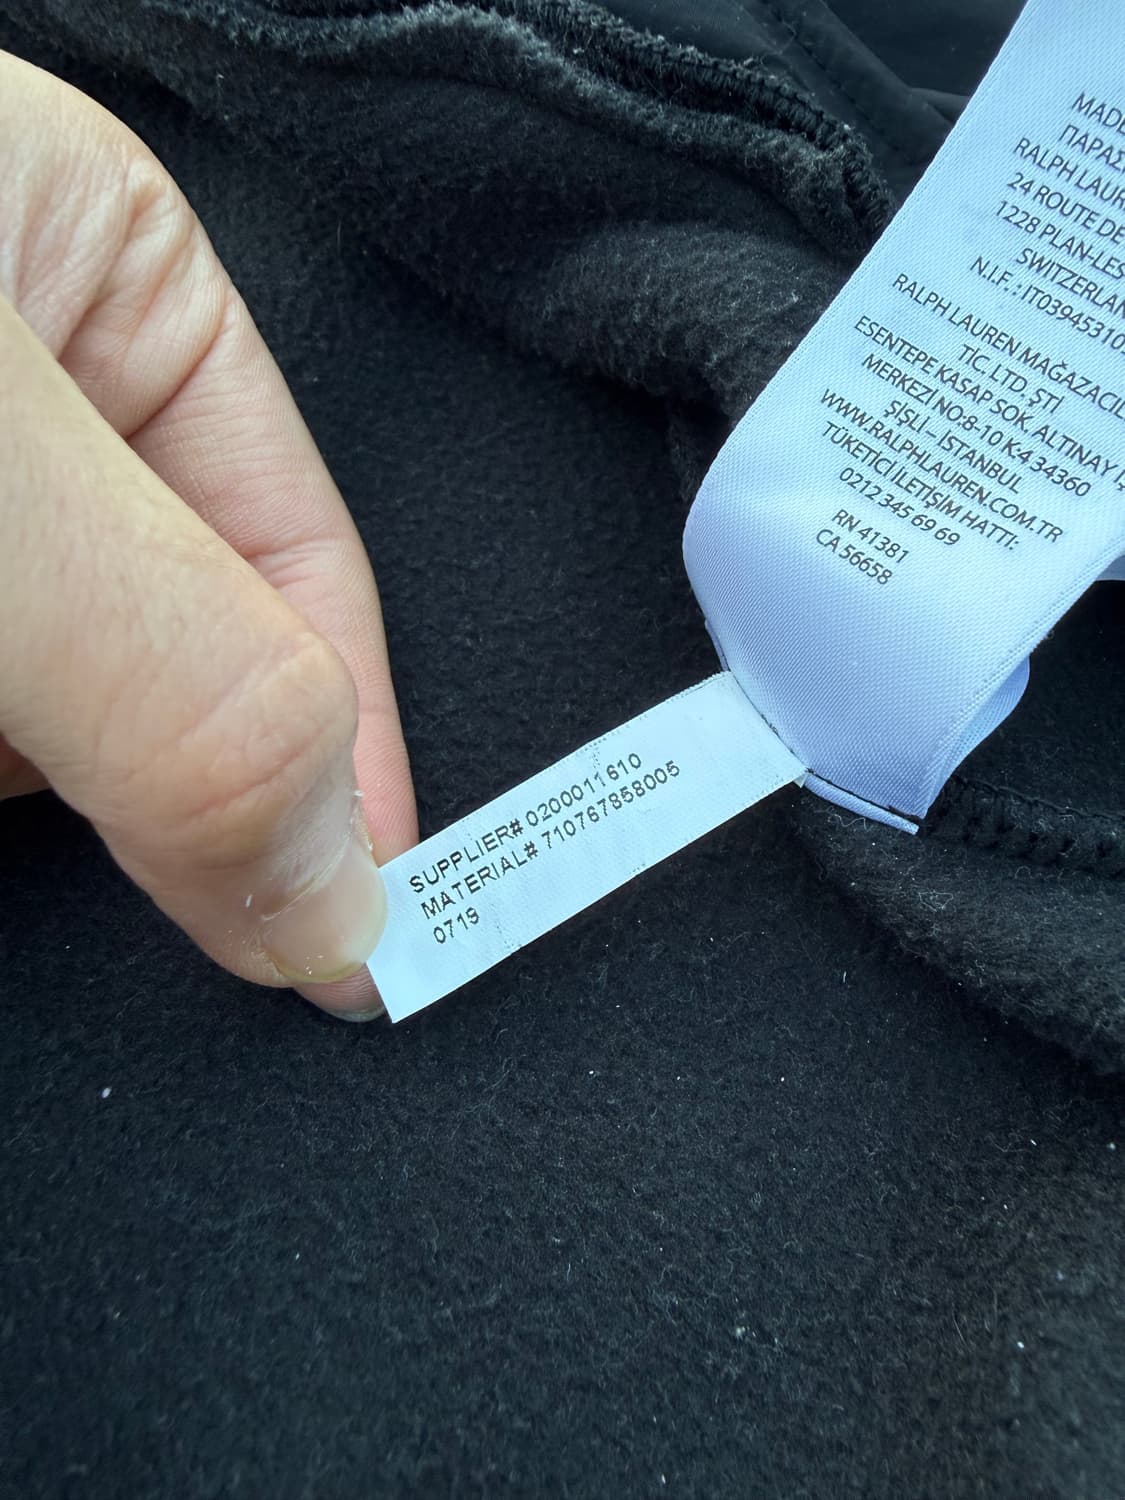 MADE
ΠΑΡΑΣ
RALPH LAUR
24 ROUTE DE
1228 PLAN-LES
SWITZERLAN
N.I.F. : IT03945310
RALPH LAUREN MAĞAZACIL
TİC. LTD. ŞTİ
ESENTEPE KASAP SOK. ALTINAY İŞ
MERKEZİ NO:8-10 K:4 34360
ŞİŞLİ – İSTANBUL
WWW.RALPHLAUREN.COM.TR
TÜKETİCİ İLETİŞİM HATTI:
0212 345 69 69
RN 41381
CA 56658
SUPPLIER# 0200011610
MATERIAL# 710767858005
0719